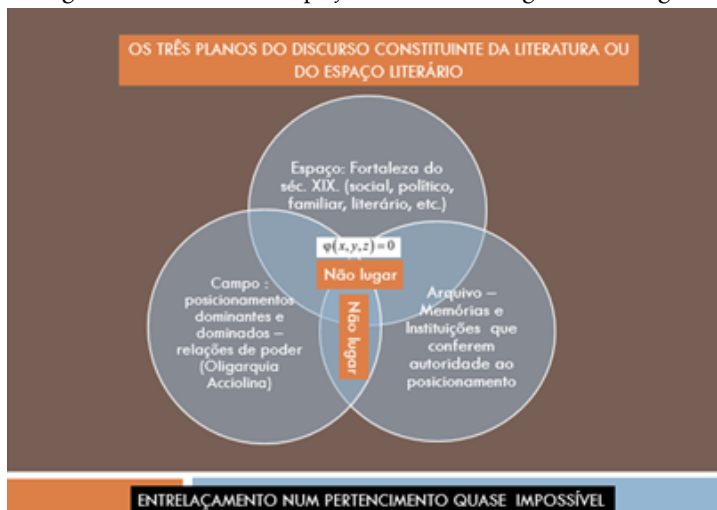 OS TRÊS PLANOS DO DISCURSO CONSTITUINTE DA LITERATURA OU
DO ESPAÇO LITERÁRIO
Espaço: Fortaleza do
séc. XIX. (social, político,
familiar, literário, etc.)
φ(x,y,z)=0
Não lugar
Não lugar
Campo :
posicionamentos
dominantes e
dominados –
relações de poder
(Oligarquia
Acciolina)
Arquivo –
Memórias e
Instituições que
conferem
autoridade ao
posicionamento
ENTRELAÇAMENTO NUM PERTENCIMENTO QUASE IMPOSSÍVEL